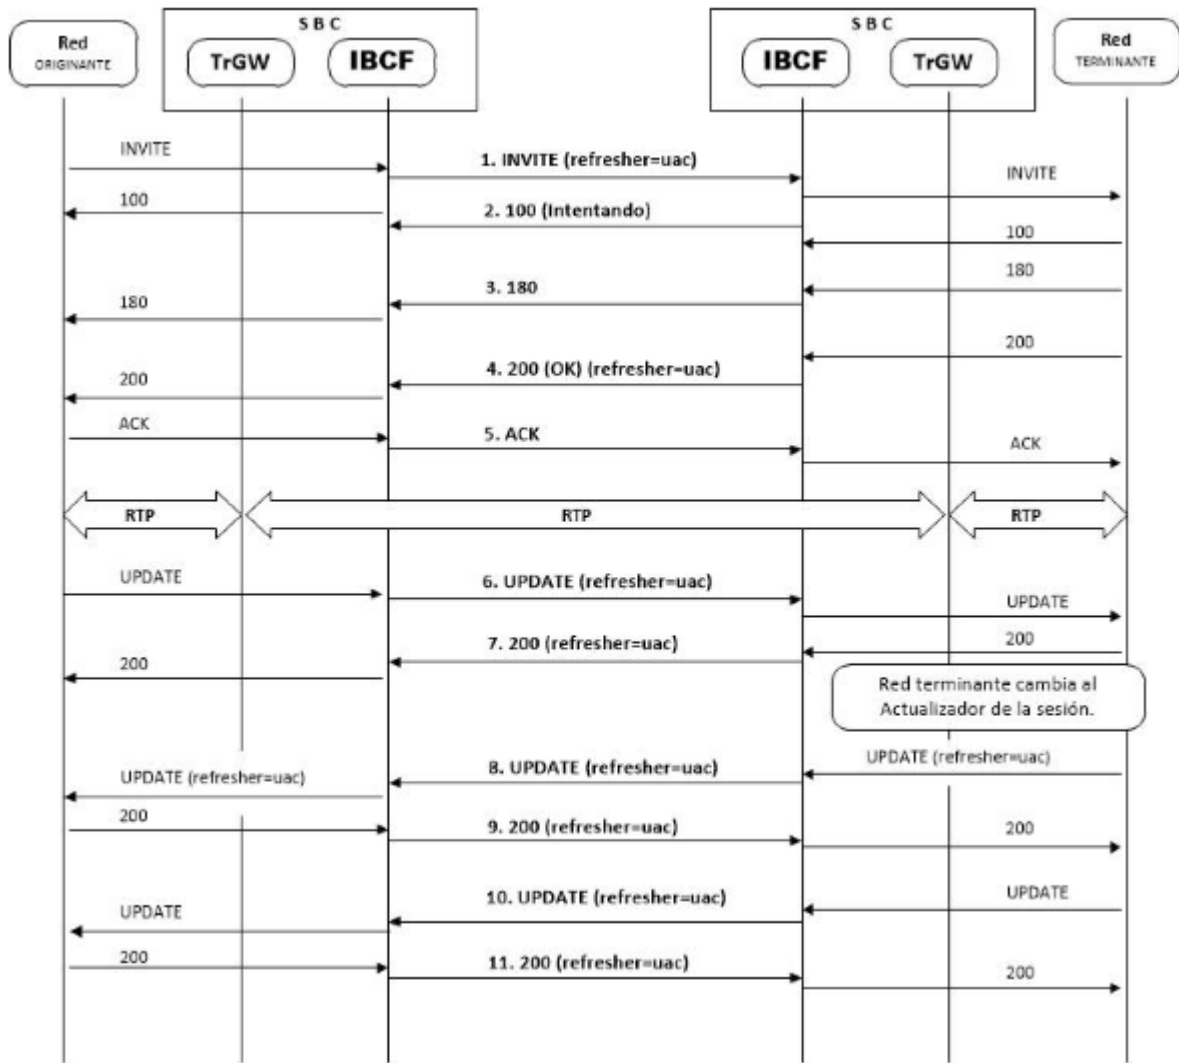 S B C
S B C
Red
ORIGINANTE
TrGW
IBCF
IBCF
TrGW
Red
TERMINANTE
INVITE
1. INVITE (refresher=uac)
INVITE
100
2. 100 (Intentando)
100
180
3. 180
180
200
4. 200 (OK) (refresher=uac)
200
ACK
5. ACK
ACK
RTP
RTP
RTP
UPDATE
6. UPDATE (refresher=uac)
UPDATE
7. 200 (refresher=uac)
200
200
Red terminante cambia al
Actualizador de la sesión.
UPDATE (refresher=uac)
8. UPDATE (refresher=uac)
UPDATE (refresher=uac)
200
9. 200 (refresher=uac)
200
10. UPDATE (refresher=uac)
UPDATE
UPDATE
200
11. 200 (refresher=uac)
200